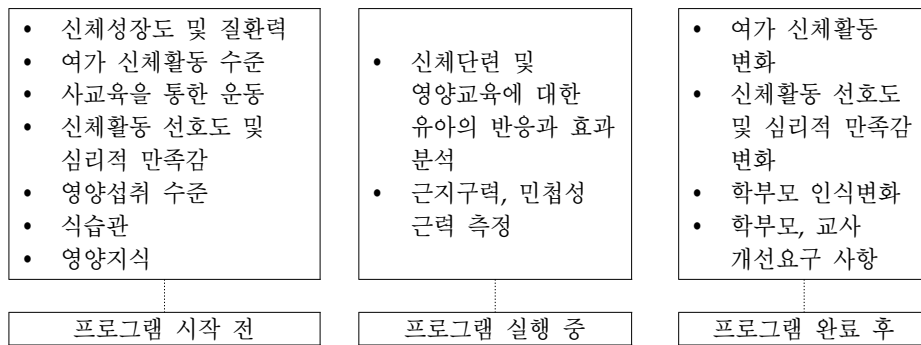 • 신체성장도 및 질환력
• 여가 신체활동 수준
• 사교육을 통한 운동
• 신체활동 선호도 및
심리적 만족감
• 영양섭취 수준
• 식습관
• 영양지식
프로그램 시작 전
• 신체단련 및
영양교육에 대한
유아의 반응과 효과
분석
• 근지구력, 민첩성
근력 측정
프로그램 실행 중
• 여가 신체활동
변화
• 신체활동 선호도
및 심리적 만족감
변화
• 학부모 인식변화
• 학부모, 교사
개선요구 사항
프로그램 완료 후